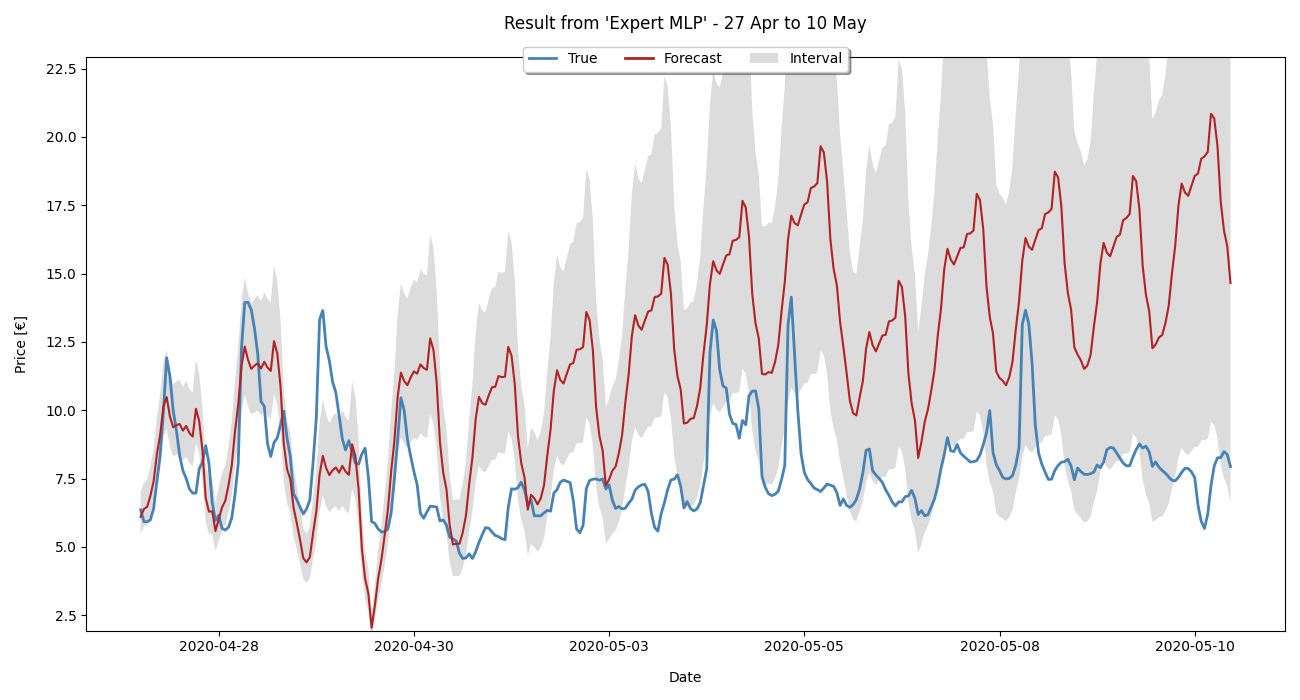 Result from 'Expert MLP' - 27 Apr to 10 May
True Forecast Interval
22.5
20.0
17.5
15.0
12.5
10.0
7.5
5.0
2.5
Price [€]
2020-04-28 2020-04-30 2020-05-03 2020-05-05 2020-05-08 2020-05-10
Date